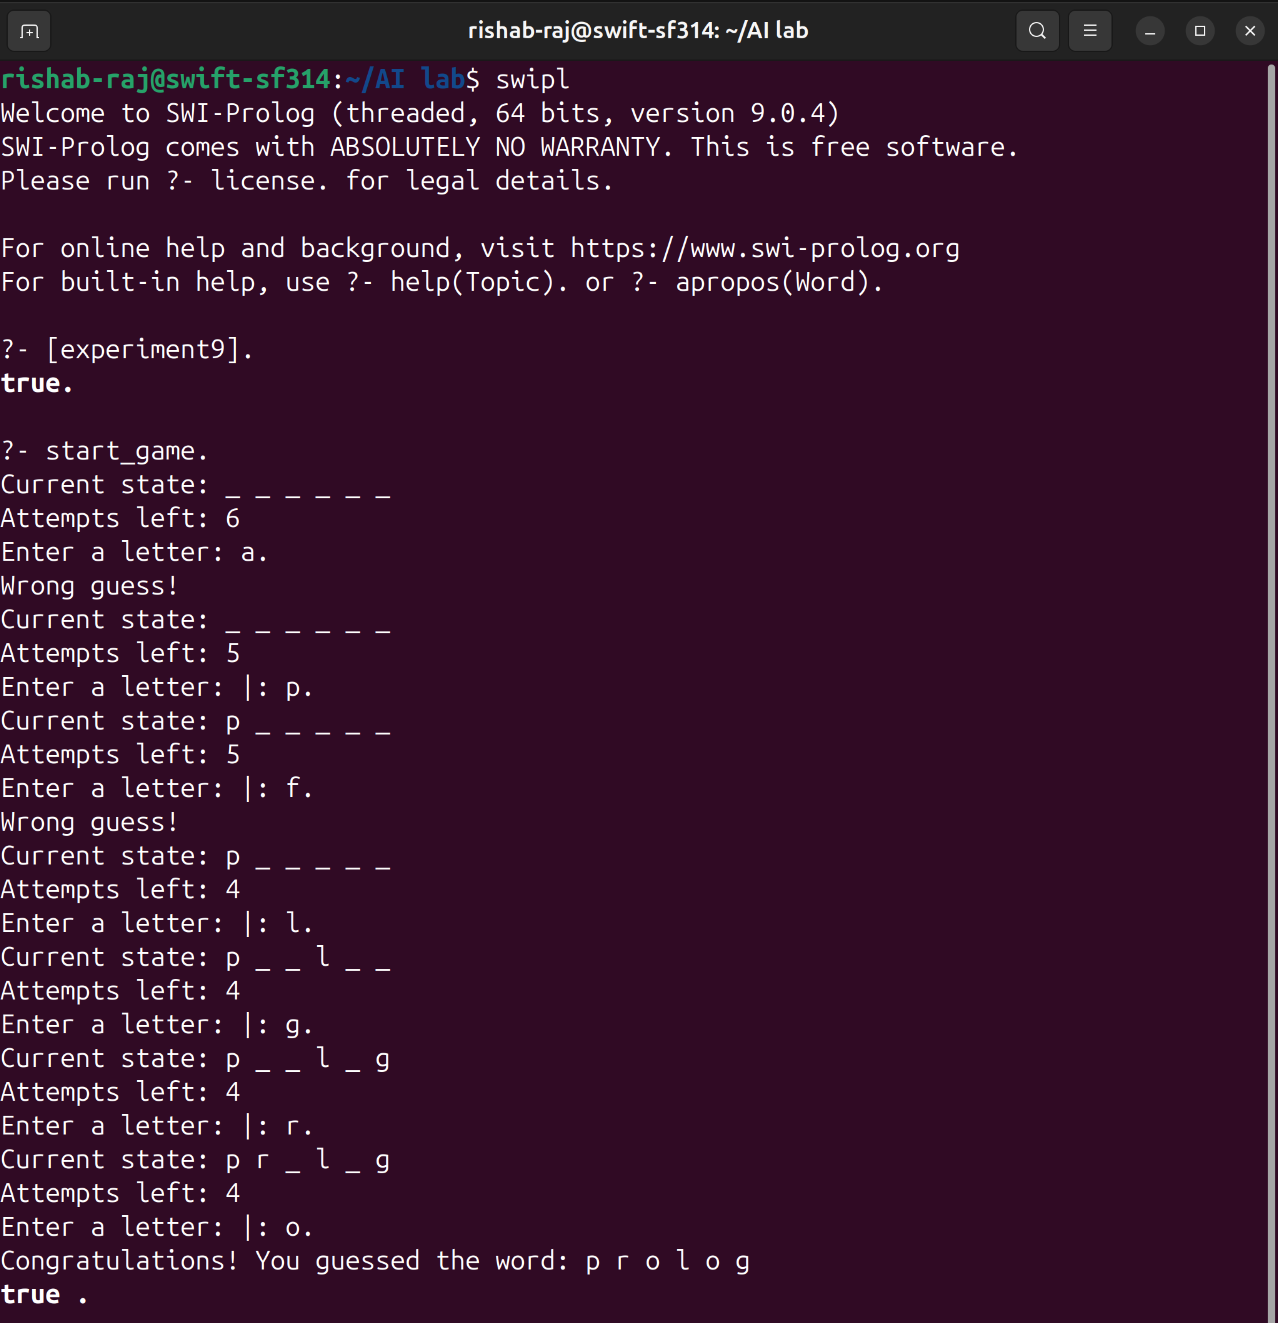 rishab-raj@swift-sf314: ~/AI lab
rishab-raj@swift-sf314:~/AI lab$ swipl
Welcome to SWI-Prolog (threaded, 64 bits, version 9.0.4)
SWI-Prolog comes with ABSOLUTELY NO WARRANTY. This is free software.
Please run ?- license. for legal details.
For online help and background, visit https://www.swi-prolog.org
For built-in help, use ?- help(Topic). or ?- apropos(Word).
?- [experiment9].
true.
?- start_game.
Current state: _ _ _ _ _ _
Attempts left: 6
Enter a letter: a.
Wrong guess!
Current state: _ _ _ _ _ _
Attempts left: 5
Enter a letter: |: p.
Current state: p _ _ _ _ _
Attempts left: 5
Enter a letter: |: f.
Wrong guess!
Current state: p _ _ _ _ _
Attempts left: 4
Enter a letter: |: l.
Current state: p _ _ l _ _
Attempts left: 4
Enter a letter: |: g.
Current state: p _ _ l _ g
Attempts left: 4
Enter a letter: |: r.
Current state: p r _ l _ g
Attempts left: 4
Enter a letter: |: o.
Congratulations! You guessed the word: p r o l o g
true .